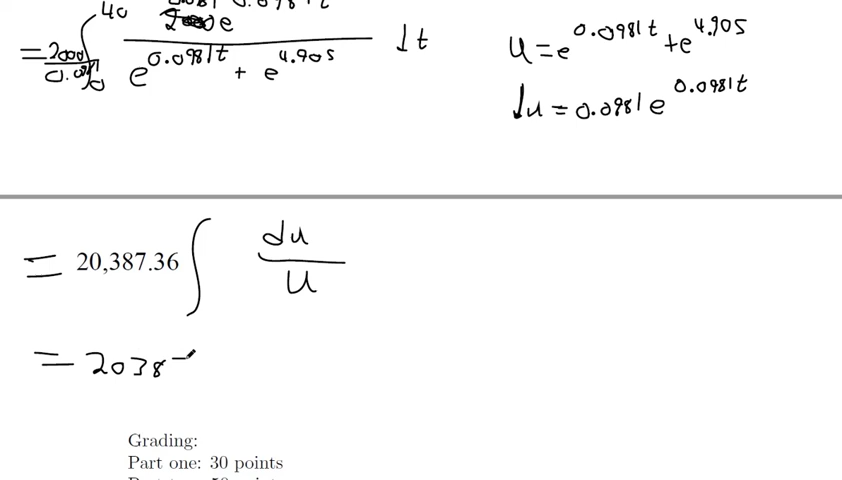 40
e
= 2000/0.0981 ∫ 0 e^0.0981t + e^4.905 dt
u = e^0.0981t + e^4.905
du = 0.0981 e^0.0981t
= 20,387.36 ∫ du/u
= 2038
Grading:
Part one: 30 points